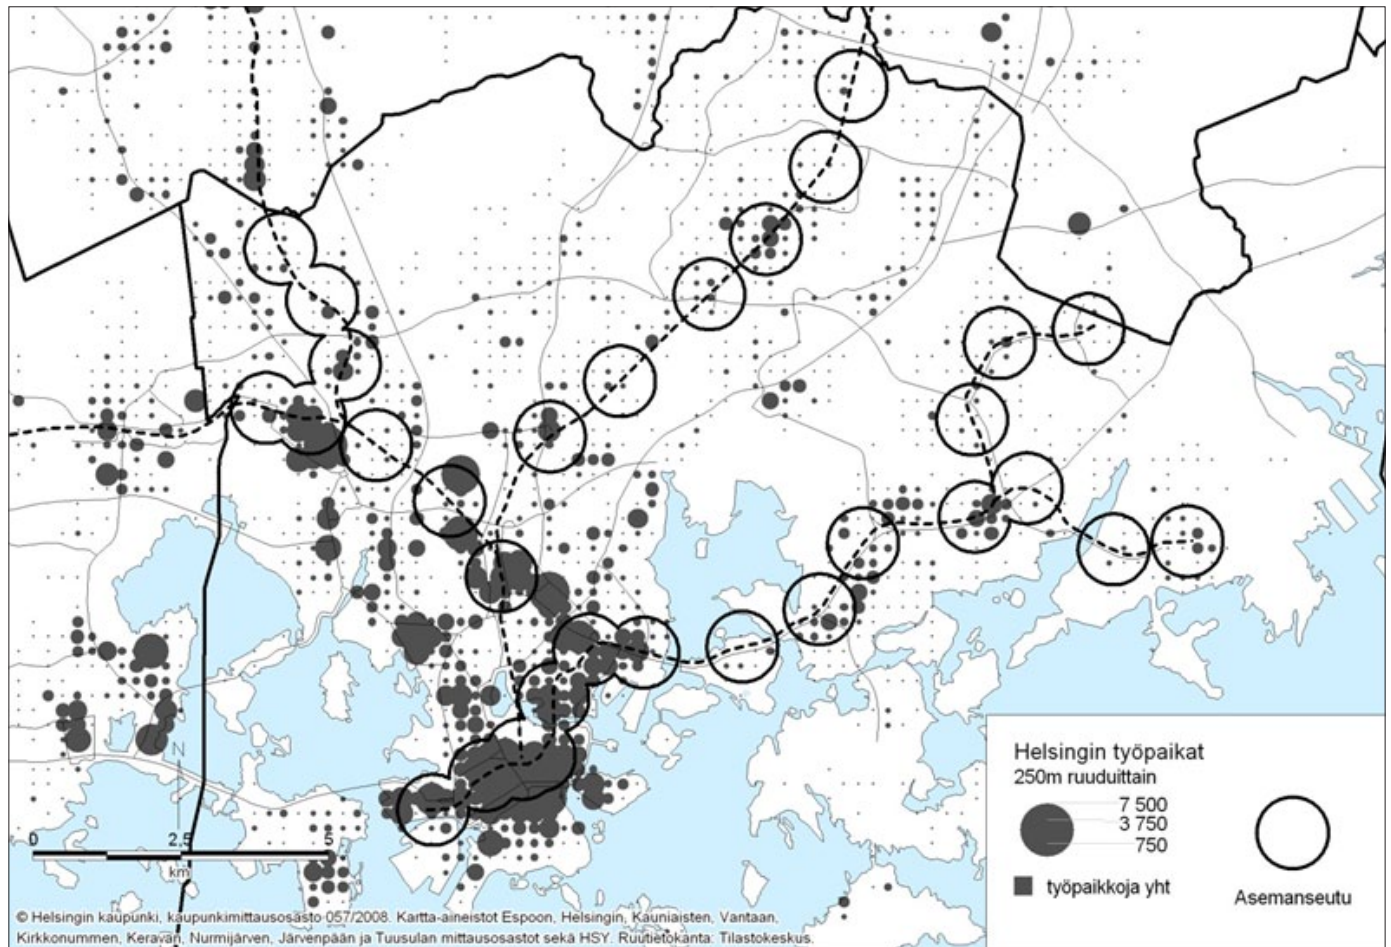 N
0
2,5
5
km
Helsingin työpaikat
250m ruuduittain
7 500
3 750
750
työpaikkoja yht
Asemanseutu
© Helsingin kaupunki, kaupunkimittausosasto 057/2008. Kartta-aineistot Espoon, Helsingin, Kauniaisten, Vantaan,
Kirkkonummen, Keravan, Nurmijärven, Järvenpään ja Tuusulan mittausosastot sekä HSY. Ruututietokanta: Tilastokeskus.